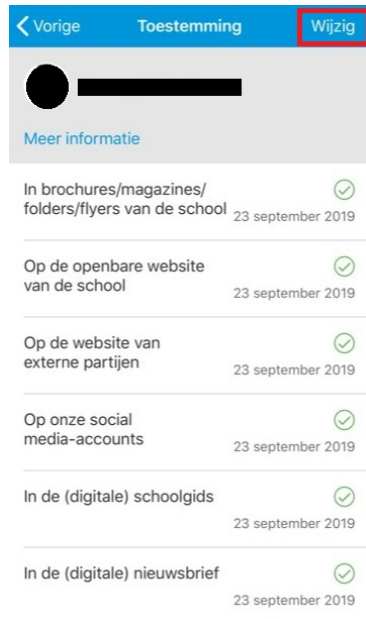 Vorige Toestemming Wijzig
Meer informatie
In brochures/magazines/
folders/flyers van de school 23 september 2019
Op de openbare website
van de school
23 september 2019
Op de website van
externe partijen
23 september 2019
Op onze social
media-accounts
23 september 2019
In de (digitale) schoolgids
23 september 2019
In de (digitale) nieuwsbrief
23 september 2019